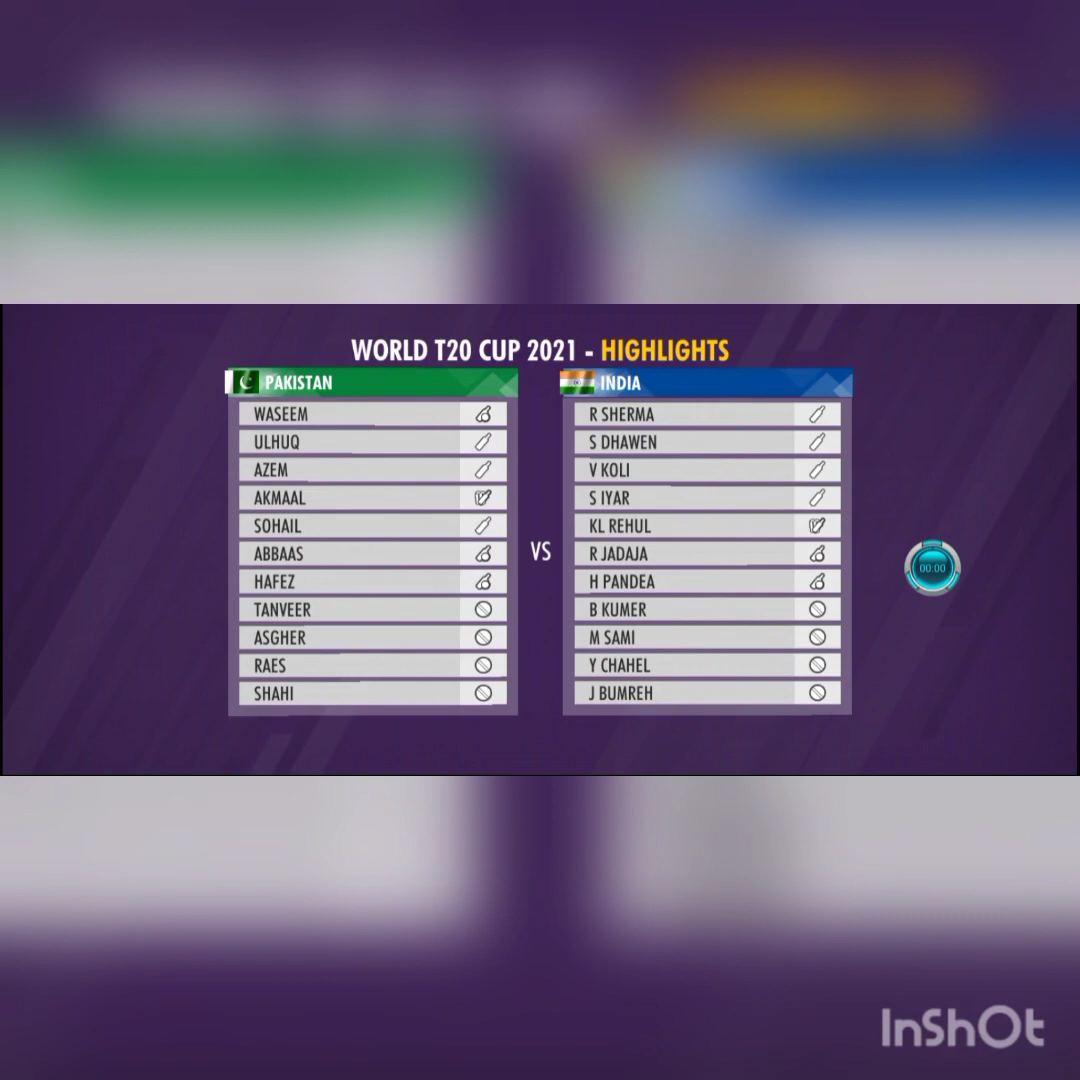 WORLD T20 CUP 2021 - HIGHLIGHTS
PAKISTAN
WASEEM
ULHUQ
AZEM
AKMAAL
SOHAIL
ABBAAS
HAFEZ
TANVEER
ASGHER
RAES
SHAHI
VS
INDIA
R SHERMA
S DHAWEN
V KOLI
S IYAR
KL REHUL
R JADAJA
H PANDEA
B KUMER
M SAMI
Y CHAHEL
J BUMREH
00:00
InShOt